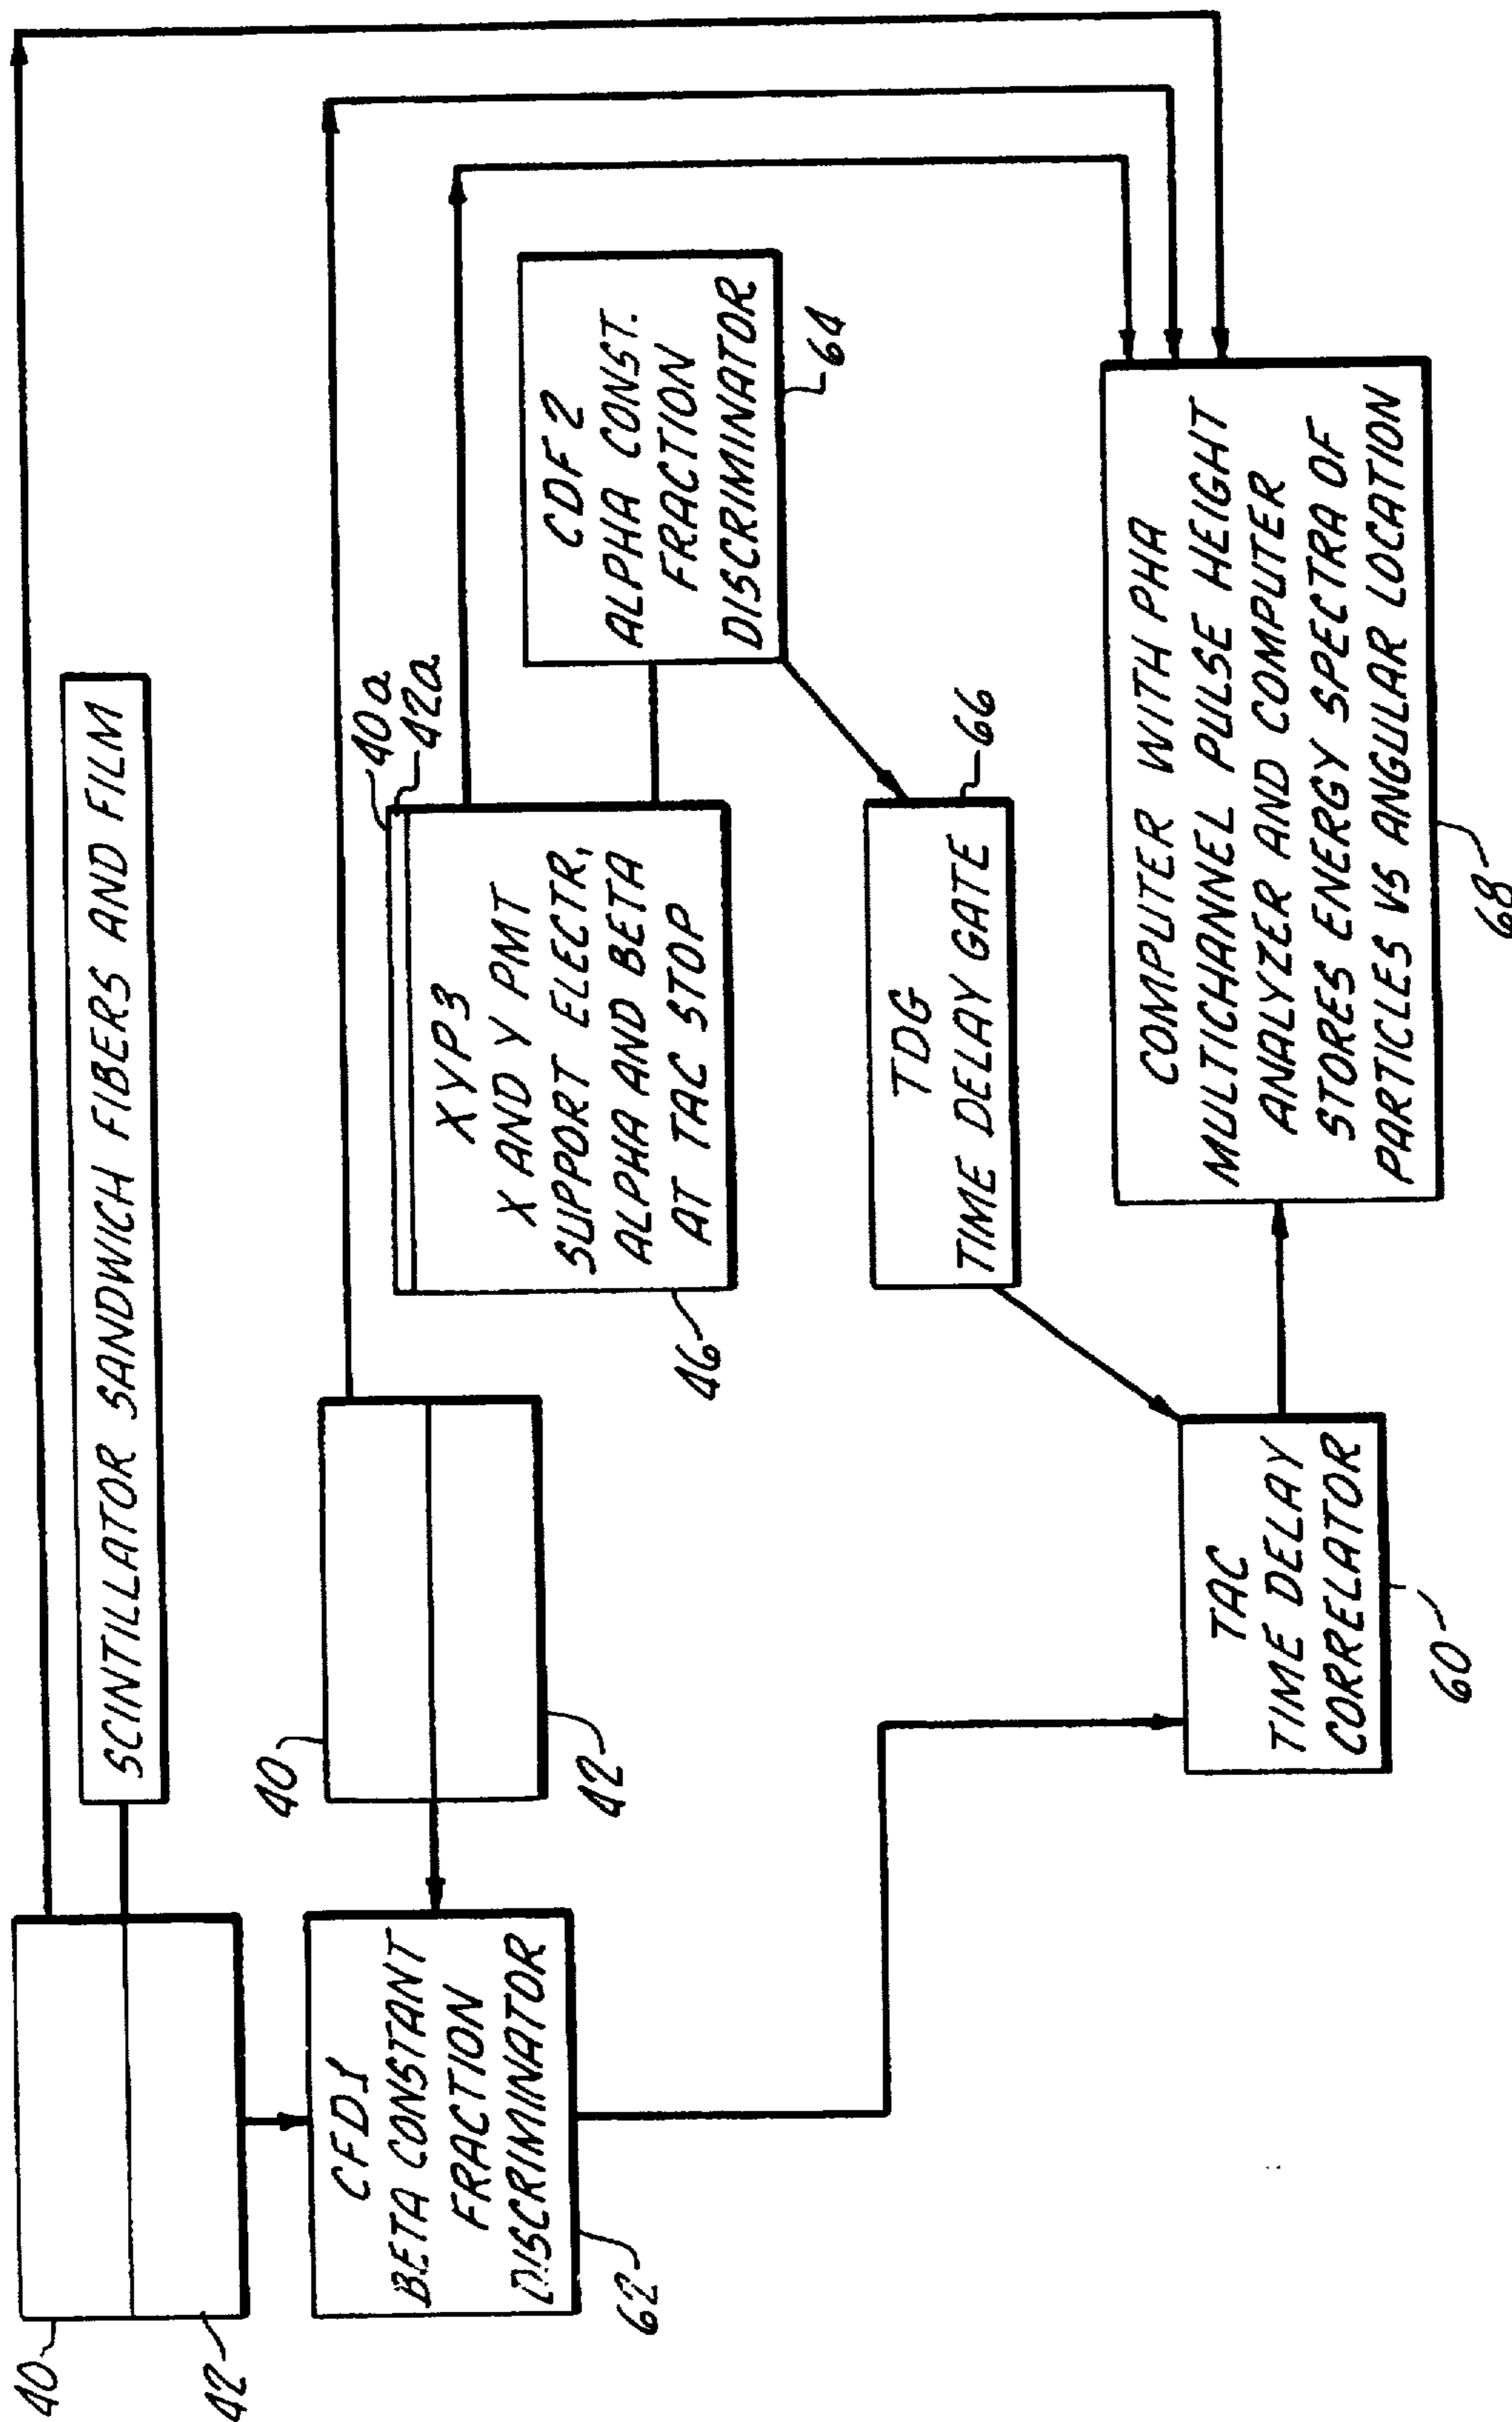 40
42
SCINTILLATOR SANDWICH FIBERS AND FILM
CFD1
BETA CONSTANT
FRACTION
DISCRIMINATOR
62
40
42
40a
42a
XYP3
X AND Y PMT
SUPPORT ELECTR,
ALPHA AND BETA
AT TAC STOP
46
CDF2
ALPHA CONST.
FRACTION
DISCRIMINATOR
64
TDG
TIME DELAY GATE
66
TAC
TIME DELAY
CORRELATOR
60
COMPUTER WITH PHA
MULTICHANNEL PULSE HEIGHT
ANALYZER AND COMPUTER
STORES ENERGY SPECTRA OF
PARTICLES VS ANGULAR LOCATION
68